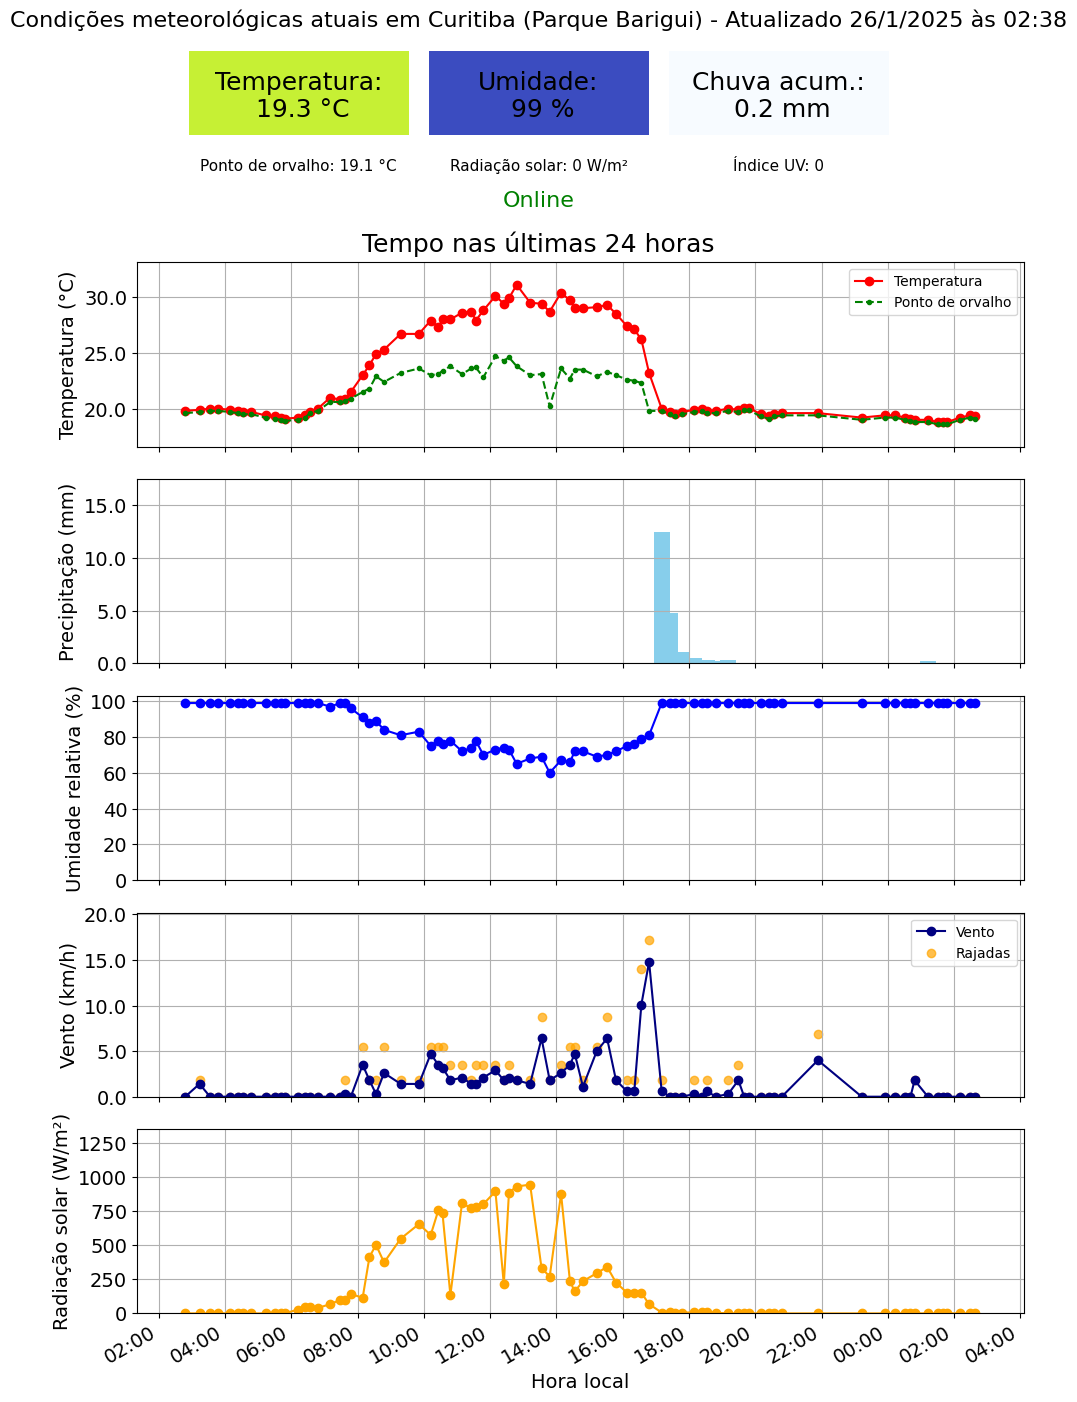 Condições meteorológicas atuais em Curitiba (Parque Barigui) - Atualizado 26/1/2025 às 02:38
Temperatura:
19.3 °C
Umidade:
99 %
Chuva acum.:
0.2 mm
Ponto de orvalho: 19.1 °C
Radiação solar: 0 W/m²
Índice UV: 0
Online
Tempo nas últimas 24 horas
Temperatura (°C)
30.0
25.0
20.0
Temperatura
Ponto de orvalho
Precipitação (mm)
15.0
10.0
5.0
0.0
Umidade relativa (%)
100
80
60
40
20
0
Vento (km/h)
20.0
15.0
10.0
5.0
0.0
Vento
Rajadas
Radiação solar (W/m²)
1250
1000
750
500
250
0
02:00
04:00
06:00
08:00
10:00
12:00
14:00
16:00
18:00
20:00
22:00
00:00
02:00
04:00
Hora local